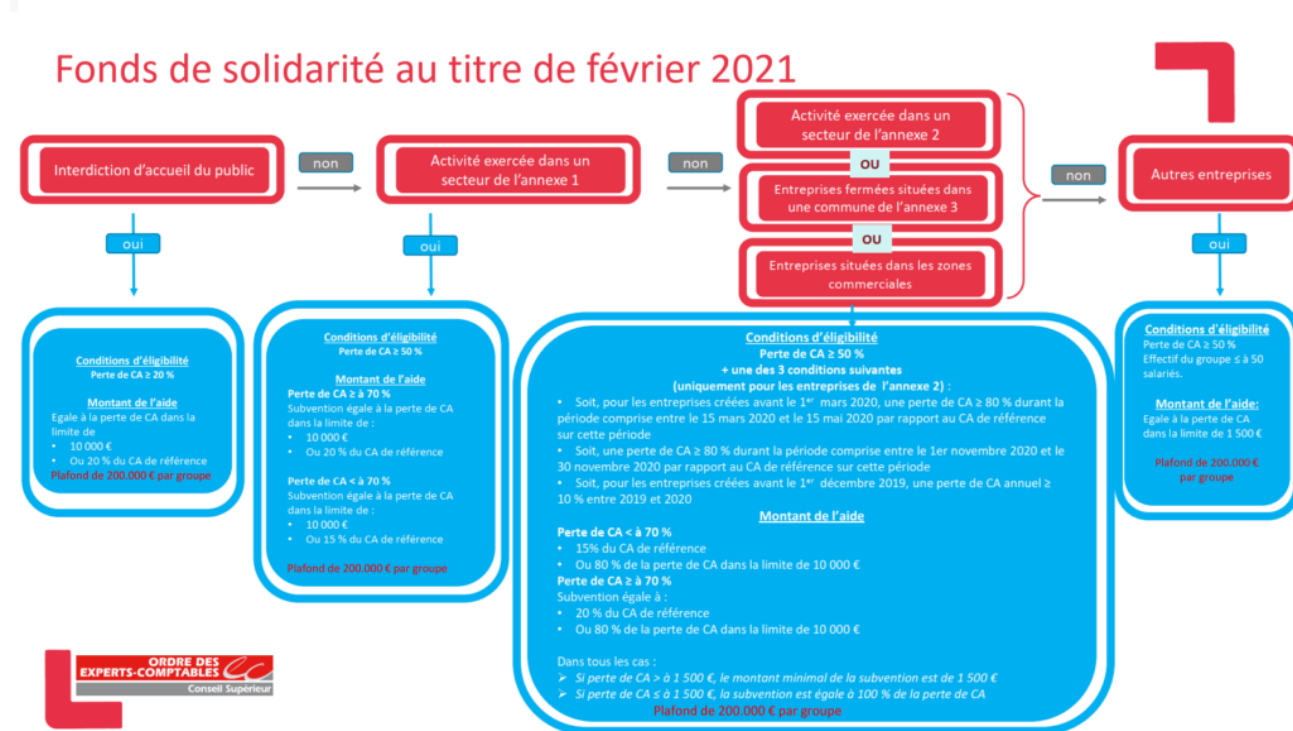 Fonds de solidarité au titre de février 2021
Interdiction d'accueil du public
non
Activité exercée dans un
secteur de l'annexe 1
non
Activité exercée dans un
secteur de l'annexe 2
OU
Entreprises fermées situées dans
une commune de l'annexe 3
OU
Entreprises situées dans les zones
commerciales
non
Autres entreprises
oui
oui
oui
Conditions d'éligibilité
Perte de CA ≥ 20 %
Montant de l'aide
Egale à la perte de CA dans la
limite de
• 10 000 €
• Ou 20 % du CA de référence
Plafond de 200.000 € par groupe
Conditions d'éligibilité
Perte de CA ≥ 50 %
Montant de l'aide
Perte de CA ≥ à 70 %
Subvention égale à la perte de CA
dans la limite de :
• 10 000 €
• Ou 20 % du CA de référence
Perte de CA < à 70 %
Subvention égale à la perte de CA
dans la limite de :
• 10 000 €
• Ou 15 % du CA de référence
Plafond de 200.000 € par groupe
Conditions d'éligibilité
Perte de CA ≥ 50 %
+ une des 3 conditions suivantes
(uniquement pour les entreprises de l'annexe 2) :
• Soit, pour les entreprises créées avant le 1er mars 2020, une perte de CA ≥ 80 % durant la
période comprise entre le 15 mars 2020 et le 15 mai 2020 par rapport au CA de référence
sur cette période
• Soit, une perte de CA ≥ 80 % durant la période comprise entre le 1er novembre 2020 et le
30 novembre 2020 par rapport au CA de référence sur cette période
• Soit, pour les entreprises créées avant le 1er décembre 2019, une perte de CA annuel ≥
10 % entre 2019 et 2020
Montant de l'aide
Perte de CA < à 70 %
• 15% du CA de référence
• Ou 80 % de la perte de CA dans la limite de 10 000 €
Perte de CA ≥ à 70 %
Subvention égale à :
• 20 % du CA de référence
• Ou 80 % de la perte de CA dans la limite de 10 000 €
Dans tous les cas :
➢ Si perte de CA > à 1 500 €, le montant minimal de la subvention est de 1 500 €
➢ Si perte de CA ≤ à 1 500 €, la subvention est égale à 100 % de la perte de CA
Plafond de 200.000 € par groupe
Conditions d'éligibilité
Perte de CA ≥ 50 %
Effectif du groupe ≤ à 50
salariés.
Montant de l'aide:
Egale à la perte de CA
dans la limite de 1 500 €
Plafond de 200.000 €
par groupe
ORDRE DES
EXPERTS-COMPTABLES
Conseil Supérieur